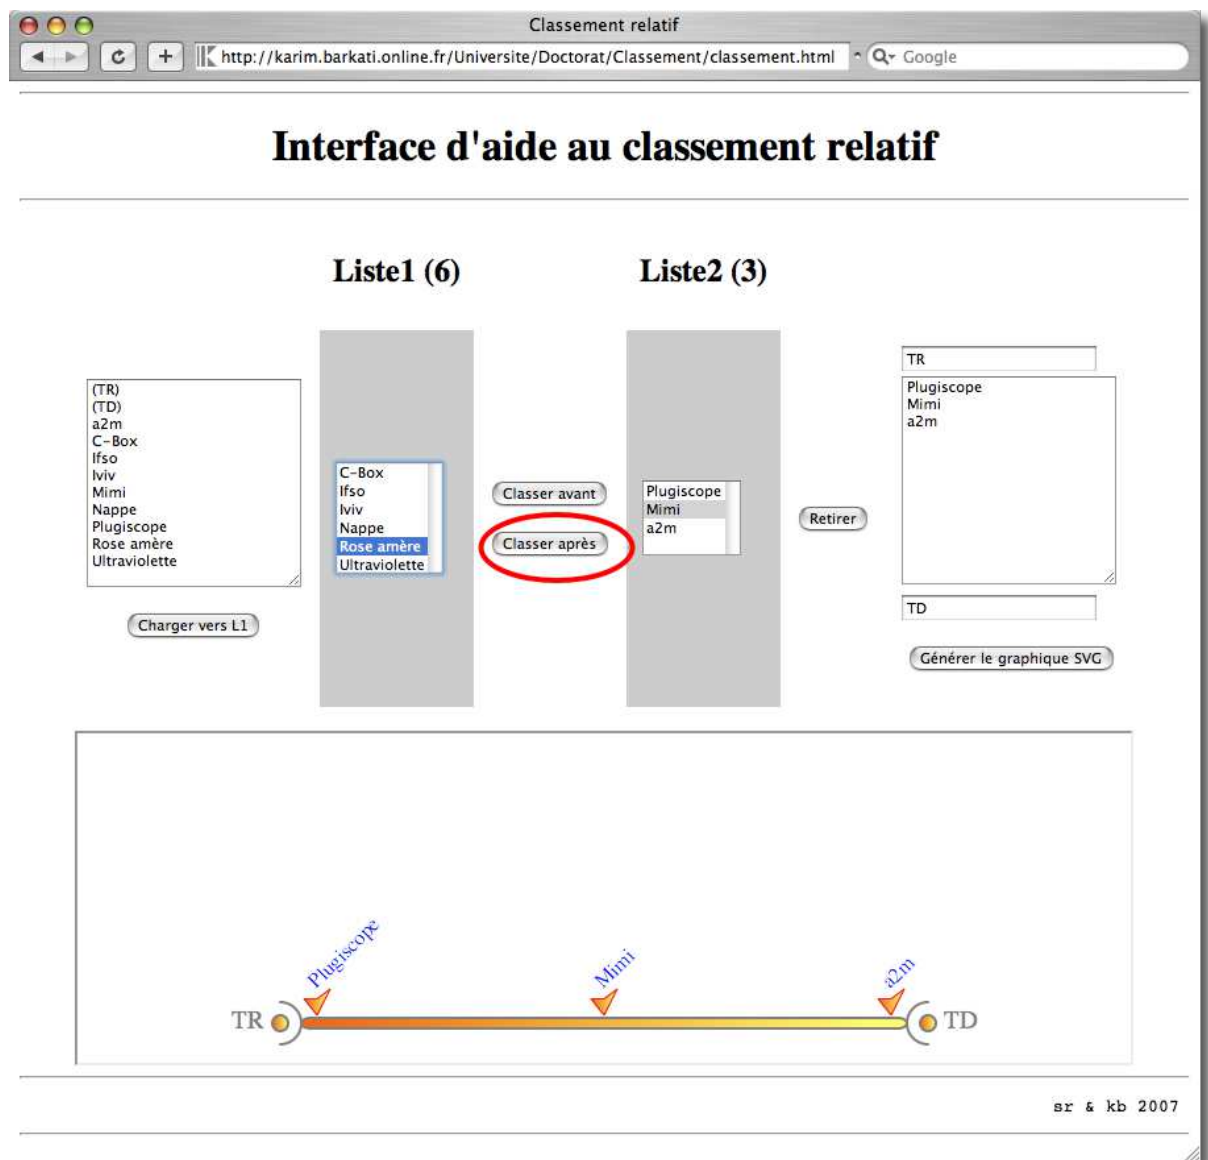 Classement relatif
http://karim.barkati.online.fr/Universite/Doctorat/Classement/classement.html
Google
Interface d'aide au classement relatif
Liste1 (6)
Liste2 (3)
(TR)
(TD)
a2m
C-Box
Ifso
Iviv
Mimi
Nappe
Plugiscope
Rose amère
Ultraviolette
Charger vers L1
C-Box
Ifso
Iviv
Nappe
Rose amère
Ultraviolette
Classer avant
Classer après
Plugiscope
Mimi
a2m
Retirer
TR
Plugiscope
Mimi
a2m
TD
Générer le graphique SVG
Plugiscope
Mimi
a2m
TR
TD
sr & kb 2007